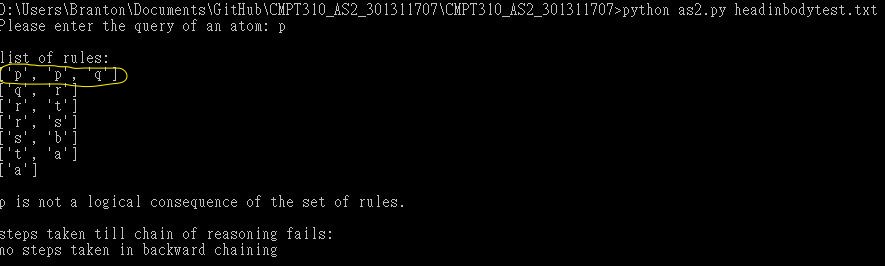 D:\Users\Branton\Documents\GitHub\CMPT310_AS2_301311707\CMPT310_AS2_301311707>python as2.py headinbodytest.txt
Please enter the query of an atom: p
list of rules:
['p', 'p', 'q']
['q', 'r']
['r', 't']
['r', 's']
['s', 'b']
['t', 'a']
['a']
p is not a logical consequence of the set of rules.
steps taken till chain of reasoning fails:
no steps taken in backward chaining